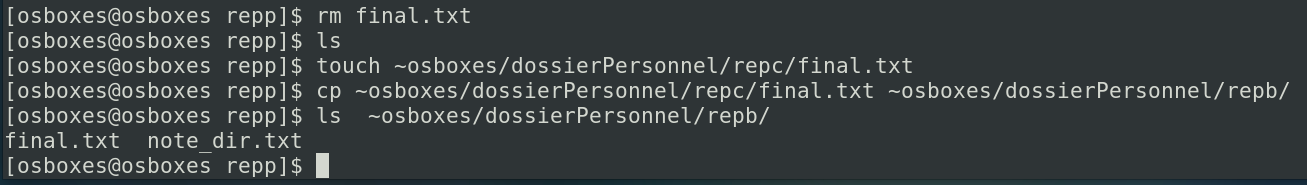 [osboxes@osboxes repp]$ rm final.txt
[osboxes@osboxes repp]$ ls
[osboxes@osboxes repp]$ touch ~osboxes/dossierPersonnel/repc/final.txt
[osboxes@osboxes repp]$ cp ~osboxes/dossierPersonnel/repc/final.txt ~osboxes/dossierPersonnel/repb/
[osboxes@osboxes repp]$ ls  ~osboxes/dossierPersonnel/repb/
final.txt  note_dir.txt
[osboxes@osboxes repp]$